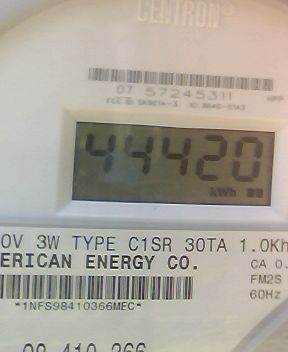 CENTRON®
07 57245311
44420
kWh
0V 3W TYPE C1SR 30TA 1.0Kh
ERICAN ENERGY CO.
CA 0.
FM2S
60Hz
*1NFS98410366MEC*
98 410 366